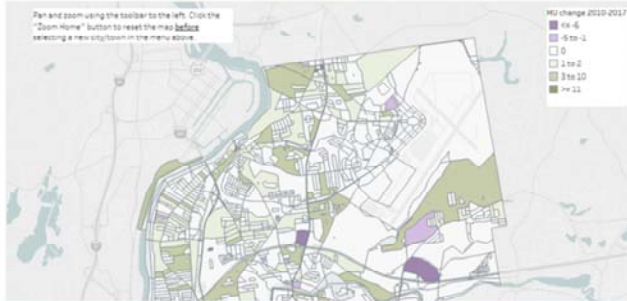 Pan and zoom using the toolbar to the left. Click the
"Zoom Home" button to reset the map before
selecting a new city/town in the menu above.
MU change 2010-2017
<= -6
-5 to -1
0
1 to 2
3 to 10
>= 11